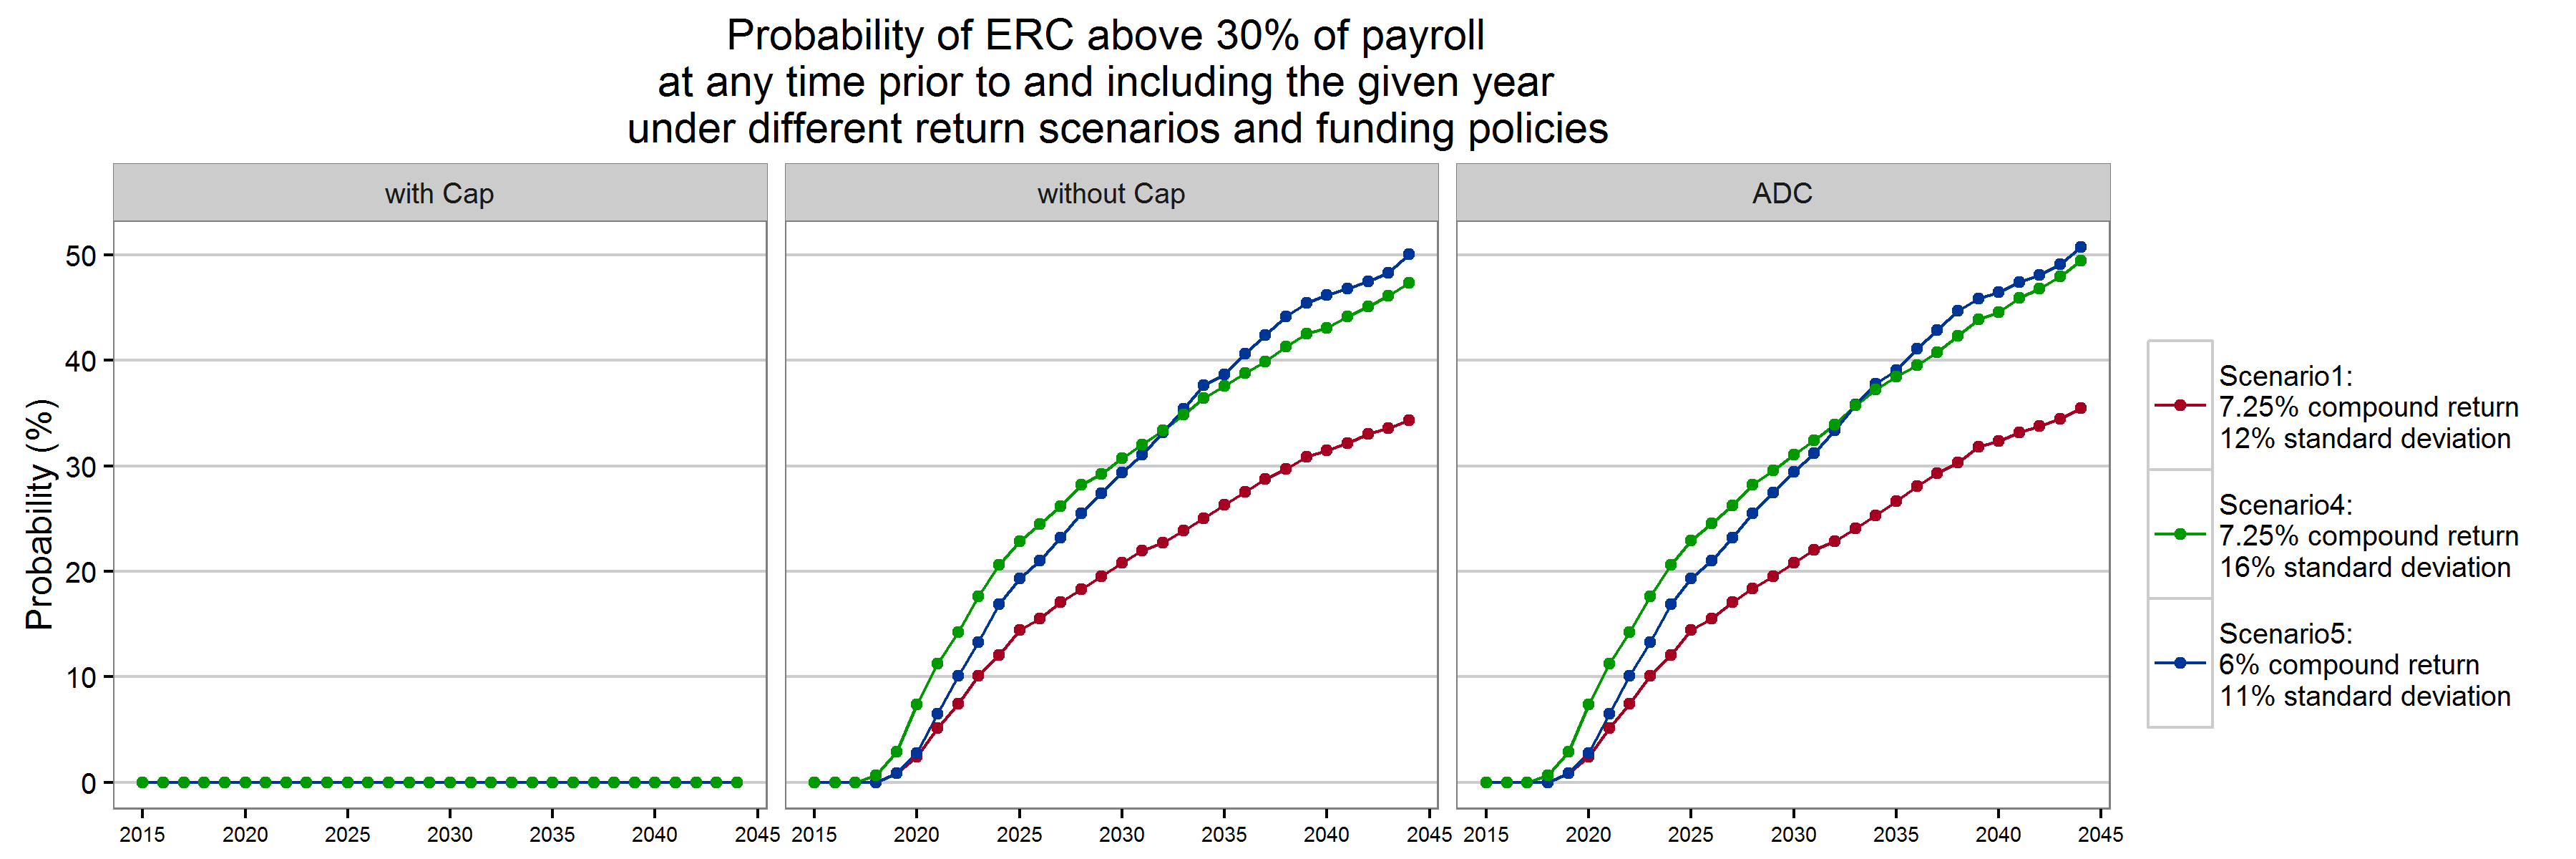 Probability of ERC above 30% of payroll
at any time prior to and including the given year
under different return scenarios and funding policies
with Cap
without Cap
ADC
Probability (%)
50
40
30
20
10
0
2015 2020 2025 2030 2035 2040 2045
2015 2020 2025 2030 2035 2040 2045
2015 2020 2025 2030 2035 2040 2045
Scenario1:
7.25% compound return
12% standard deviation
Scenario4:
7.25% compound return
16% standard deviation
Scenario5:
6% compound return
11% standard deviation